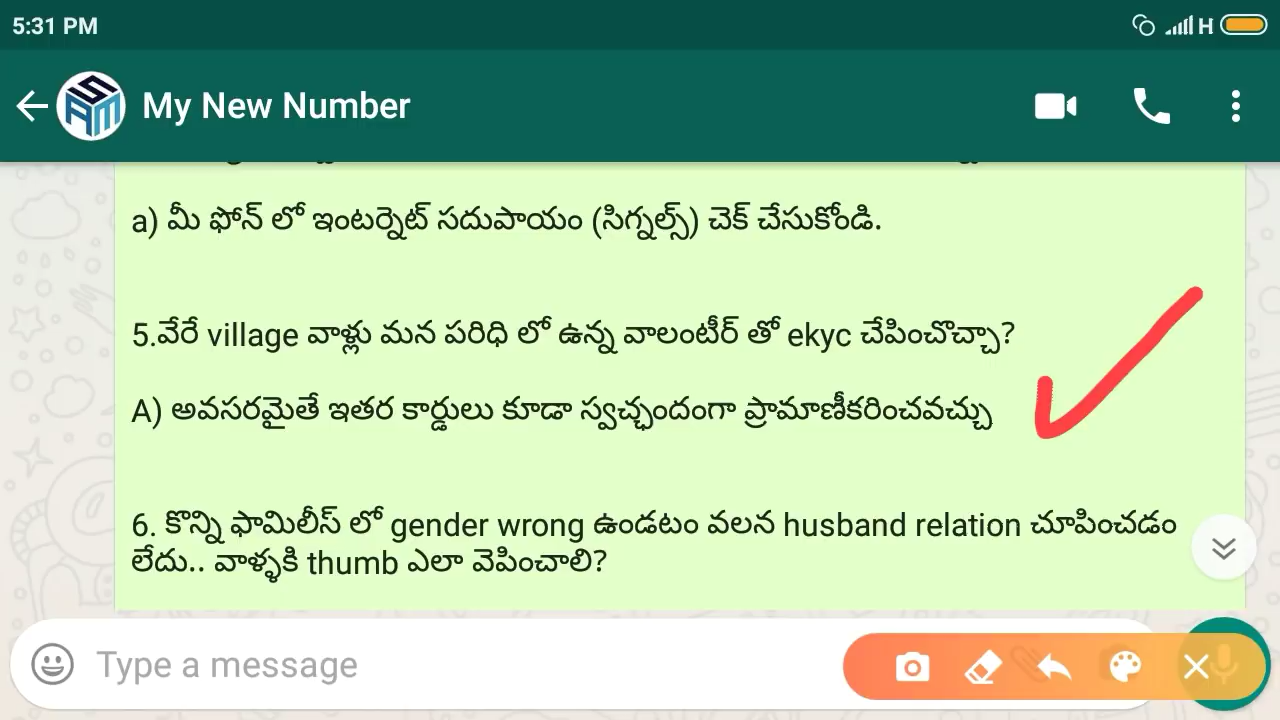 5:31 PM
H
SAM
My New Number
a) మీ ఫోన్ లో ఇంటర్నెట్ సదుపాయం (సిగ్నల్స్) చెక్ చేసుకోండి.
5.వేరే village వాళ్లు మన పరిధి లో ఉన్న వాలంటీర్ తో ekyc చేపించొచ్చా?
A) అవసరమైతే ఇతర కార్డులు కూడా స్వచ్ఛందంగా ప్రామాణీకరించవచ్చు
6. కొన్ని ఫామిలీస్ లో gender wrong ఉండటం వలన husband relation చూపించడం
లేదు.. వాళ్ళకి thumb ఎలా వెపించాలి?
Type a message